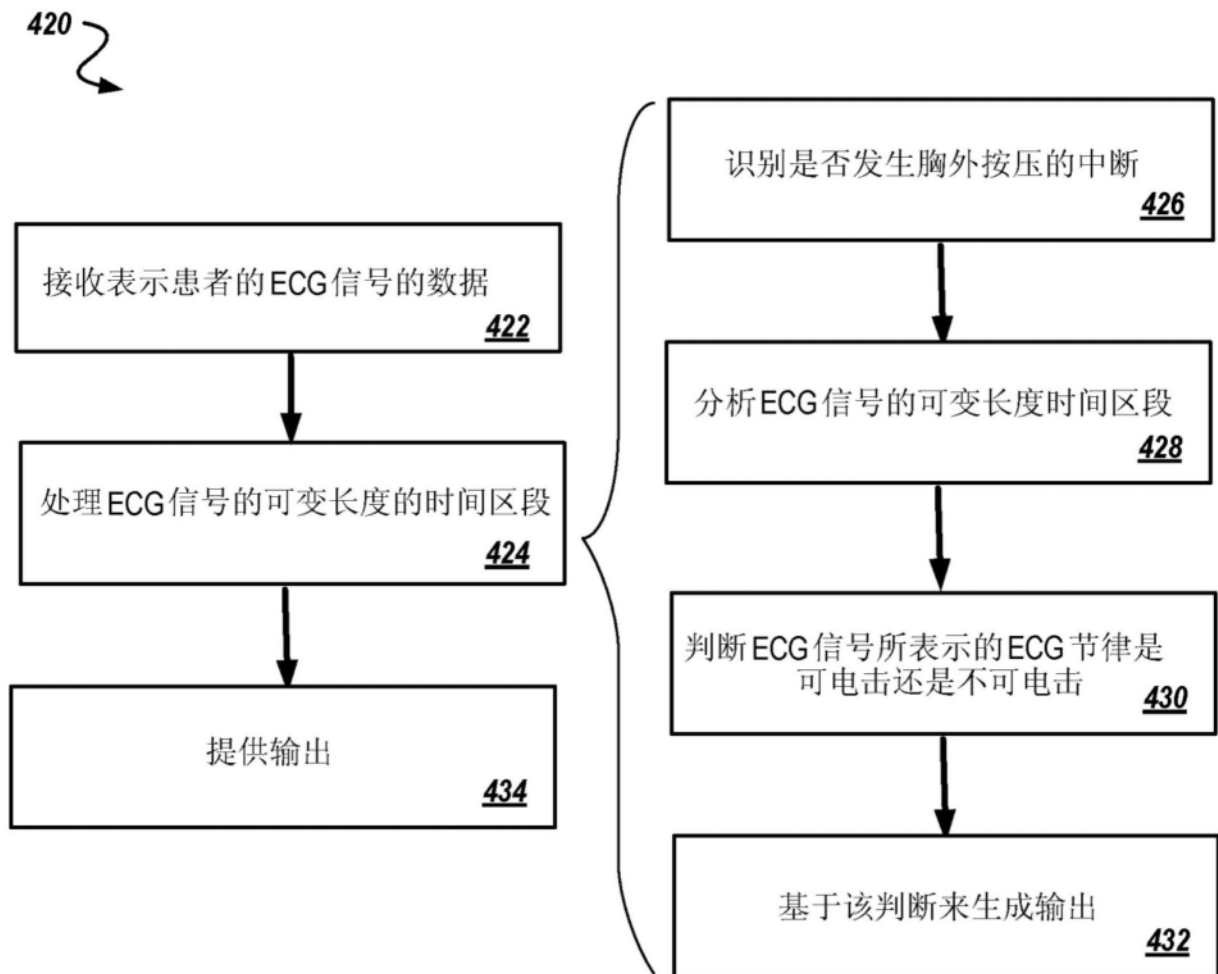 420
接收表示患者的ECG信号的数据
422
处理ECG信号的可变长度的时间区段
424
提供输出
434
识别是否发生胸外按压的中断
426
分析ECG信号的可变长度时间区段
428
判断ECG信号所表示的ECG节律是
可电击还是不可电击
430
基于该判断来生成输出
432